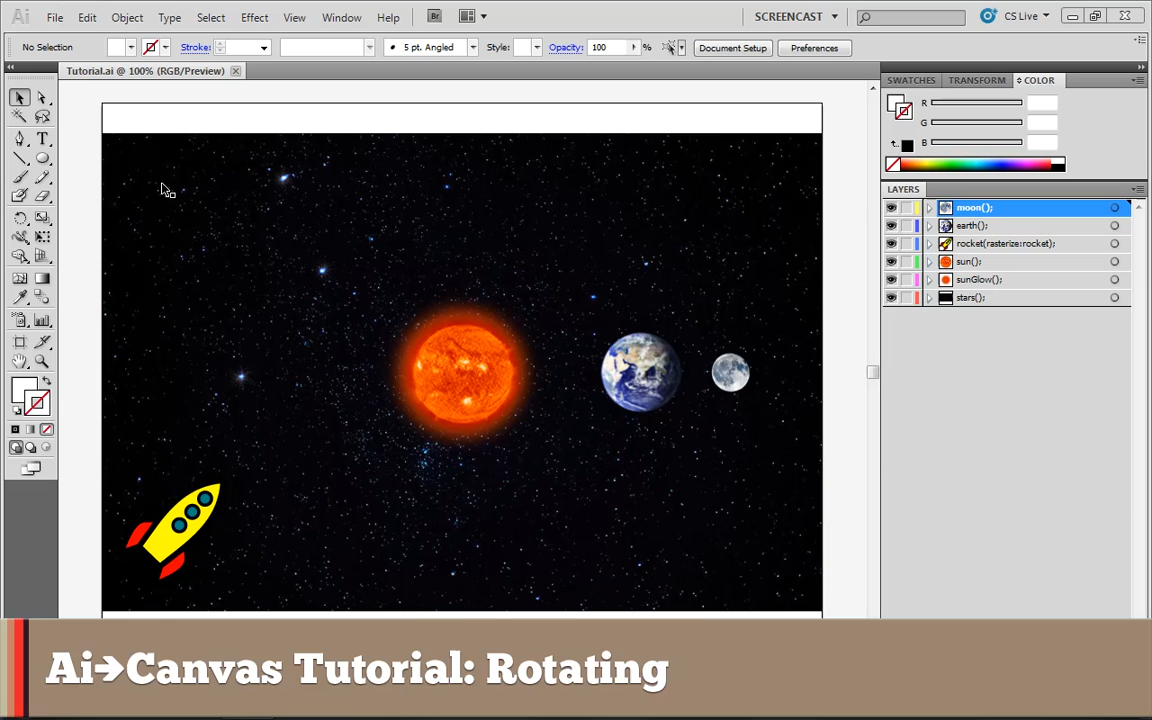 Ai File Edit Object Type Select Effect View Window Help Br SCREENCAST CS Live
No Selection Stroke: 5 pt. Angled Style: Opacity: 100 % Document Setup Preferences
Tutorial.ai @ 100% (RGB/Preview)
SWATCHES TRANSFORM COLOR
R
G
B
LAYERS
moon();
earth();
rocket(rasterize:rocket);
sun();
sunGlow();
stars();
Ai→Canvas Tutorial: Rotating